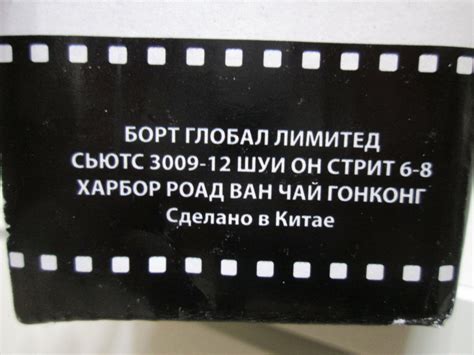 БОРТ ГЛОБАЛ ЛИМИТЕД
СЬЮТС 3009-12 ШУИ ОН СТРИТ 6-8
ХАРБОР РОАД ВАН ЧАЙ ГОНКОНГ
Сделано в Китае